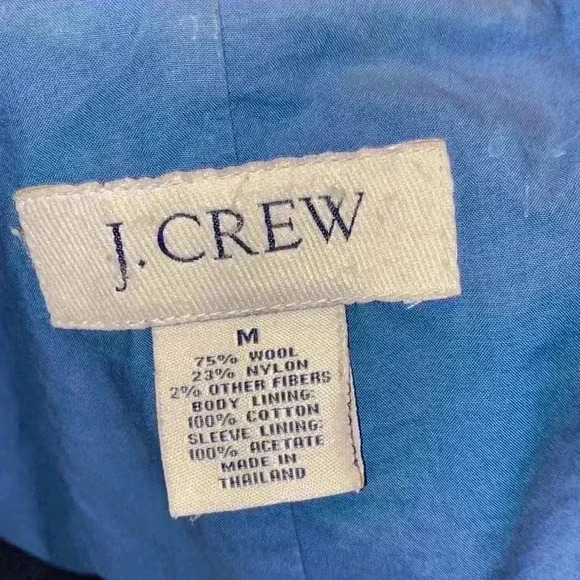 J. CREW
M
75% WOOL
23% NYLON
2% OTHER FIBERS
BODY LINING:
100% COTTON
SLEEVE LINING:
100% ACETATE
MADE IN
THAILAND